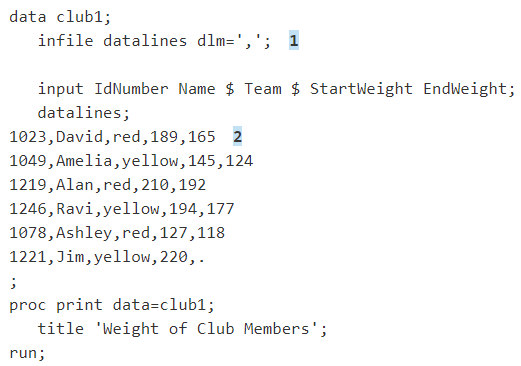 data club1;
   infile datalines dlm=',';  1
   input IdNumber Name $ Team $ StartWeight EndWeight;
   datalines;
1023,David,red,189,165  2
1049,Amelia,yellow,145,124
1219,Alan,red,210,192
1246,Ravi,yellow,194,177
1078,Ashley,red,127,118
1221,Jim,yellow,220,.
;
proc print data=club1;
   title 'Weight of Club Members';
run;